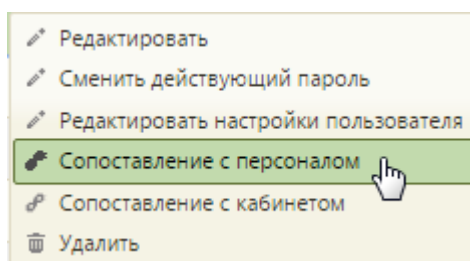 Редактировать
Сменить действующий пароль
Редактировать настройки пользователя
Сопоставление с персоналом
Сопоставление с кабинетом
Удалить